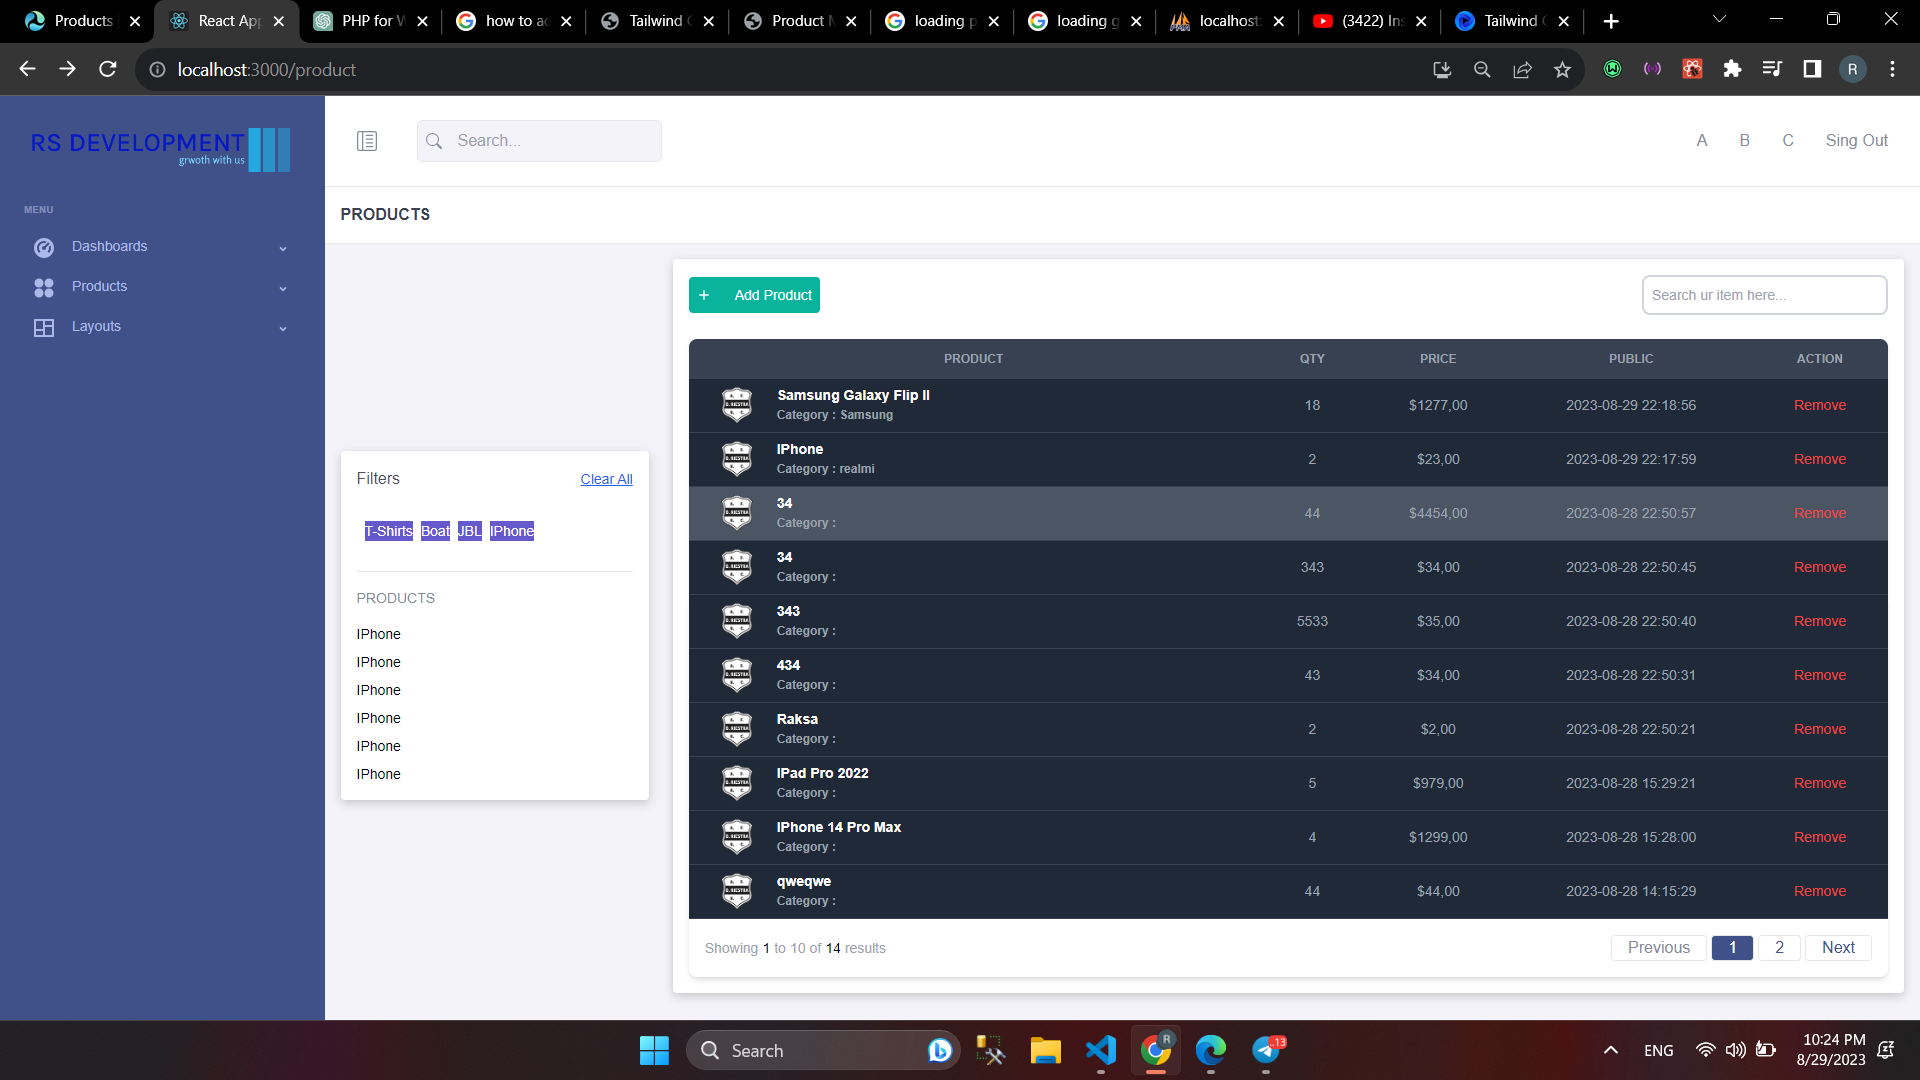 Products
React App
PHP for W
how to ad
Tailwind C
Product M
loading p
loading g
localhost:
(3422) Ins
Tailwind C
localhost:3000/product
R
RS DEVELOPMENT
grwoth with us
MENU
Dashboards
Products
Layouts
Search...
A B C Sing Out
PRODUCTS
Filters Clear All
T-Shirts Boat JBL IPhone
PRODUCTS
IPhone
IPhone
IPhone
IPhone
IPhone
IPhone
+ Add Product
Search ur item here...
PRODUCT QTY PRICE PUBLIC ACTION
Samsung Galaxy Flip II
Category : Samsung
18 $1277,00 2023-08-29 22:18:56 Remove
IPhone
Category : realmi
2 $23,00 2023-08-29 22:17:59 Remove
34
Category :
44 $4454,00 2023-08-28 22:50:57 Remove
34
Category :
343 $34,00 2023-08-28 22:50:45 Remove
343
Category :
5533 $35,00 2023-08-28 22:50:40 Remove
434
Category :
43 $34,00 2023-08-28 22:50:31 Remove
Raksa
Category :
2 $2,00 2023-08-28 22:50:21 Remove
IPad Pro 2022
Category :
5 $979,00 2023-08-28 15:29:21 Remove
IPhone 14 Pro Max
Category :
4 $1299,00 2023-08-28 15:28:00 Remove
qweqwe
Category :
44 $44,00 2023-08-28 14:15:29 Remove
Showing 1 to 10 of 14 results
Previous 1 2 Next
Search
R
..13
ENG
10:24 PM
8/29/2023